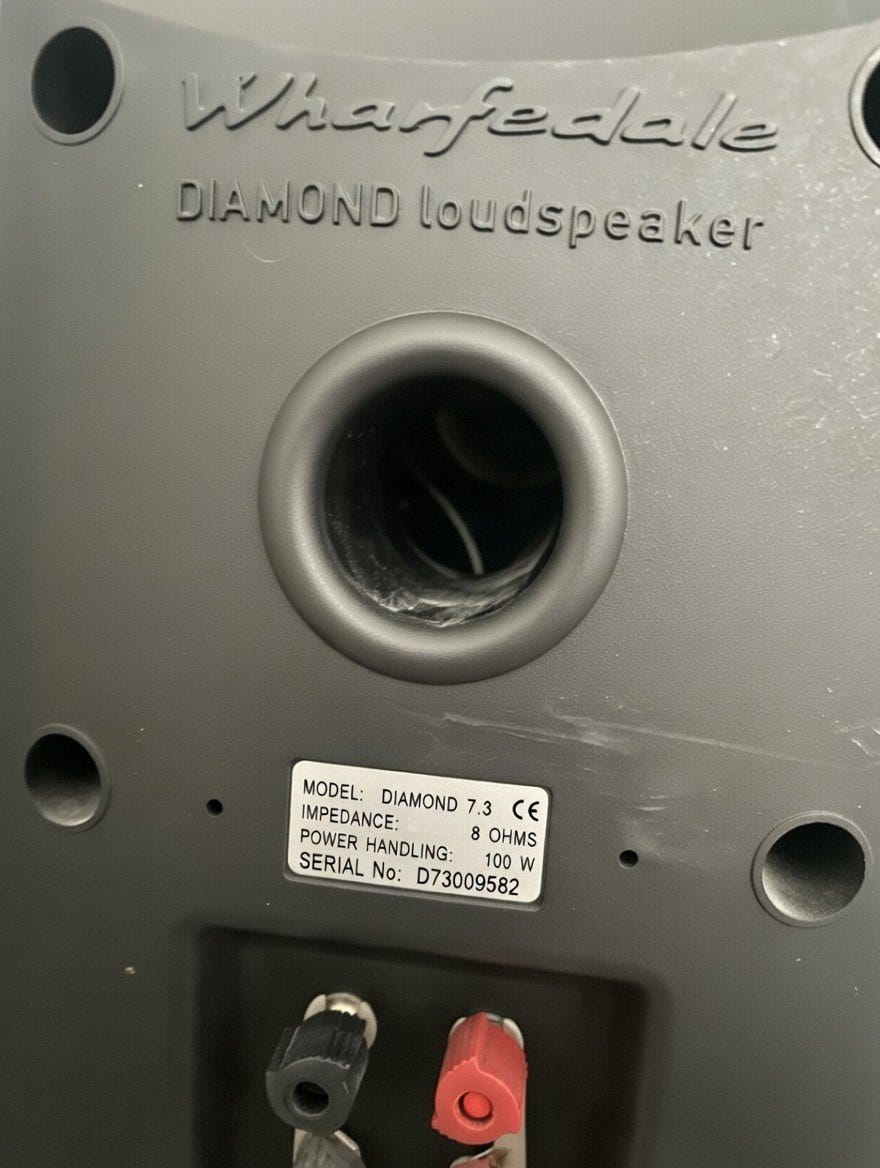 Wharfedale
DIAMOND loudspeaker
MODEL: DIAMOND 7.3 CE
IMPEDANCE: 8 OHMS
POWER HANDLING: 100 W
SERIAL No: D73009582